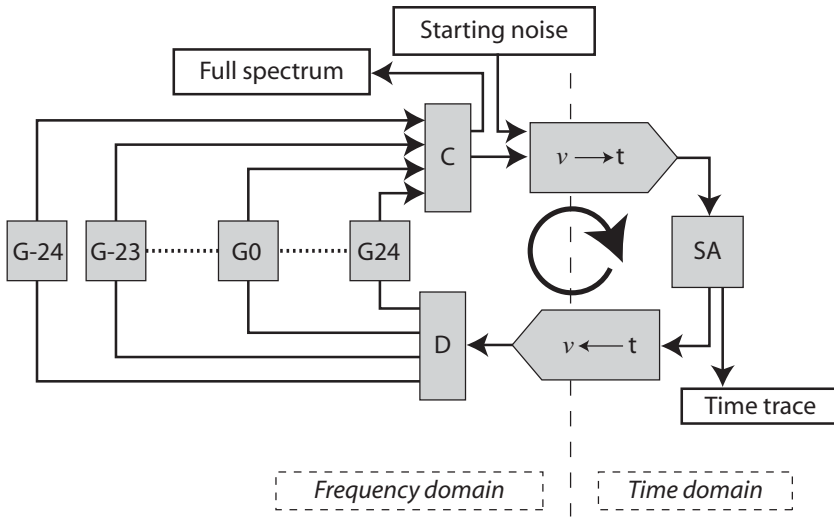 Starting noise
Full spectrum
C
ν → t
G-24
G-23
G0
G24
SA
D
ν ← t
Time trace
Frequency domain
Time domain